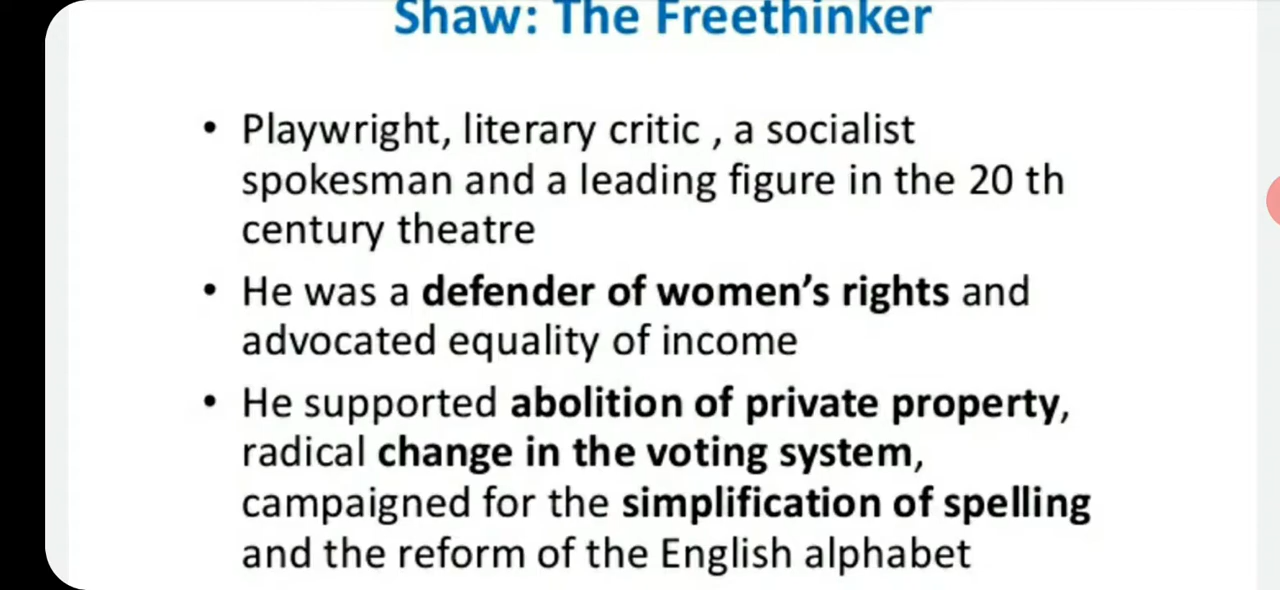 Shaw: The Freethinker
• Playwright, literary critic , a socialist
spokesman and a leading figure in the 20 th
century theatre
• He was a defender of women’s rights and
advocated equality of income
• He supported abolition of private property,
radical change in the voting system,
campaigned for the simplification of spelling
and the reform of the English alphabet